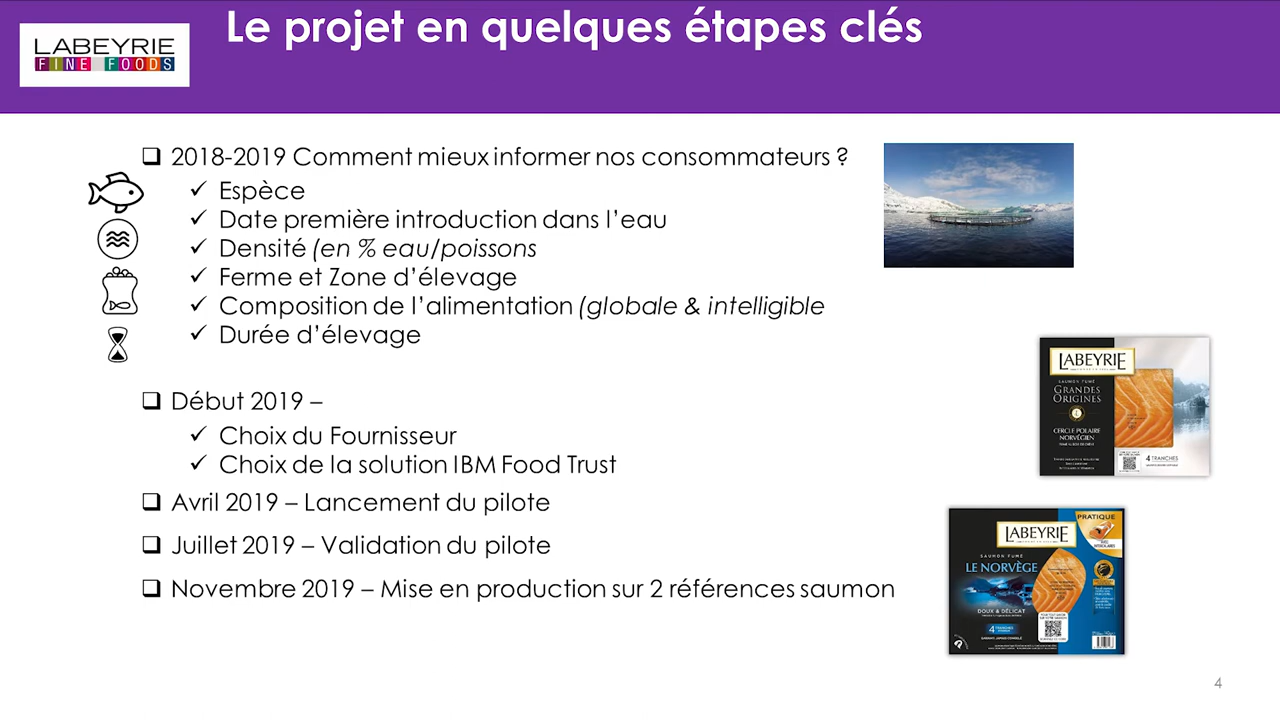 Le projet en quelques étapes clés
LABEYRIE
FINE FOODS
2018-2019 Comment mieux informer nos consommateurs ?
Espèce
Date première introduction dans l'eau
Densité (en % eau/poissons
Ferme et Zone d'élevage
Composition de l'alimentation (globale & intelligible
Durée d'élevage
Début 2019 –
Choix du Fournisseur
Choix de la solution IBM Food Trust
Avril 2019 – Lancement du pilote
Juillet 2019 – Validation du pilote
Novembre 2019 – Mise en production sur 2 références saumon
LABEYRIE
SAUMON FUMÉ
GRANDES
ORIGINES
CERCLE POLAIRE
NORVÉGIEN
4 TRANCHES
PRATIQUE
LABEYRIE
SAUMON FUMÉ
LE NORVÈGE
DOUX & DÉLICAT
4 TRANCHES
4